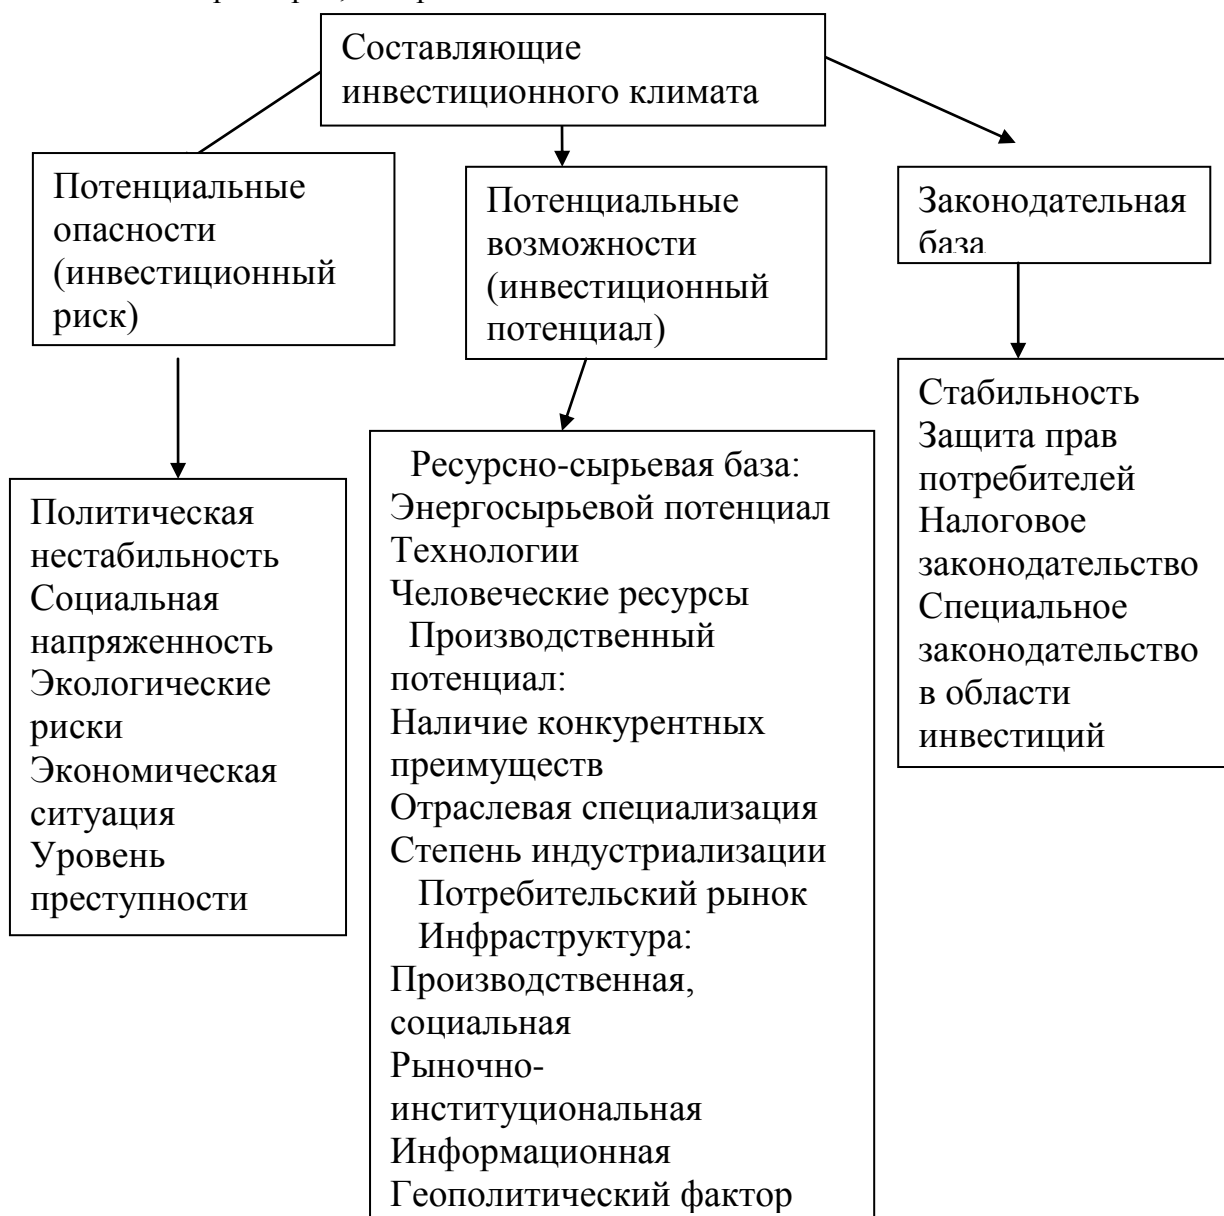 Составляющие
инвестиционного климата
Потенциальные
опасности
(инвестиционный
риск)
Потенциальные
возможности
(инвестиционный
потенциал)
Законодательная
база
Политическая
нестабильность
Социальная
напряженность
Экологические
риски
Экономическая
ситуация
Уровень
преступности
Ресурсно-сырьевая база:
Энергосырьевой потенциал
Технологии
Человеческие ресурсы
Производственный
потенциал:
Наличие конкурентных
преимуществ
Отраслевая специализация
Степень индустриализации
Потребительский рынок
Инфраструктура:
Производственная,
социальная
Рыночно-
институциональная
Информационная
Геополитический фактор
Стабильность
Защита прав
потребителей
Налоговое
законодательство
Специальное
законодательство
в области
инвестиций